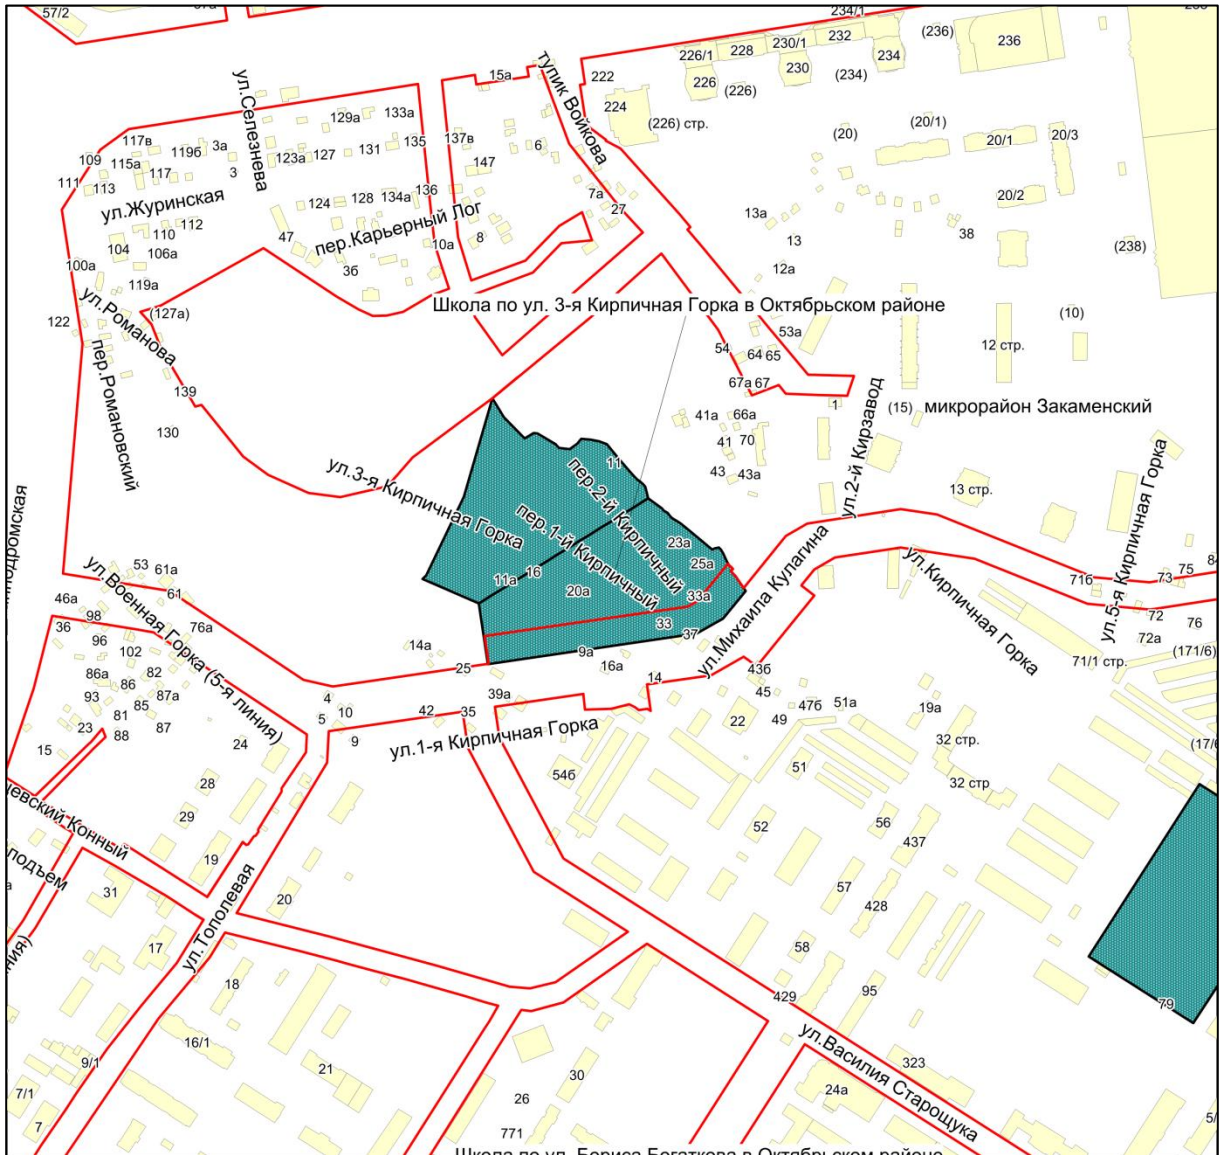 57/2
234/1
226/1
228
230/1
232
(236)
236
234
230
226
(226)
(234)
222
224
(226) стр.
15а
тупик Войкова
ул.Селезнева
129а
133а
117в
119б
3а
109
115а
123а
127
131
135
137в
6
(20)
(20/1)
20/1
20/3
111
113
117
3
147
ул.Журинская
124
128
134а
136
7а
27
20/2
110
112
13а
104
106а
47
пер.Карьерный Лог
10а
8
13
38
(238)
100а
36
12а
119а
ул.Романова
(127а)
Школа по ул. 3-я Кирпичная Горка в Октябрьском районе
(10)
122
53а
54
64
65
12 стр.
пер.Романовский
67а
67
139
1
(15)
микрорайон Закаменский
41а
66а
130
41
70
11
ул.2-й Кирзавод
ул.3-я Кирпичная Горка
пер.2-й Кирпичный
43
43а
13 стр.
ул.5-я Кирпичная Горка
пер. 1-й Кирпичный
23а
25а
ул.Михаила Кулагина
ул.Кирпичная Горка
ул.Военная Горка (5-я линия)
53
61а
61
11а
16
20а
33а
71б
73
75
46а
98
36
76а
33
37
72
76
96
102
14а
9а
16а
72а
71/1 стр.
(171/6)
86а
86
82
87а
25
14
43б
93
85
4
39а
45
81
87
10
42
35
47б
51а
19а
23
88
5
9
ул.1-я Кирпичная Горка
22
49
15
24
32 стр.
51
54б
28
32 стр
29
52
56
437
19
31
20
57
428
ул.Тополевая
17
58
18
429
95
79
16/1
ул.Василия Старощука
9/1
21
30
323
7/1
26
24а
7
771